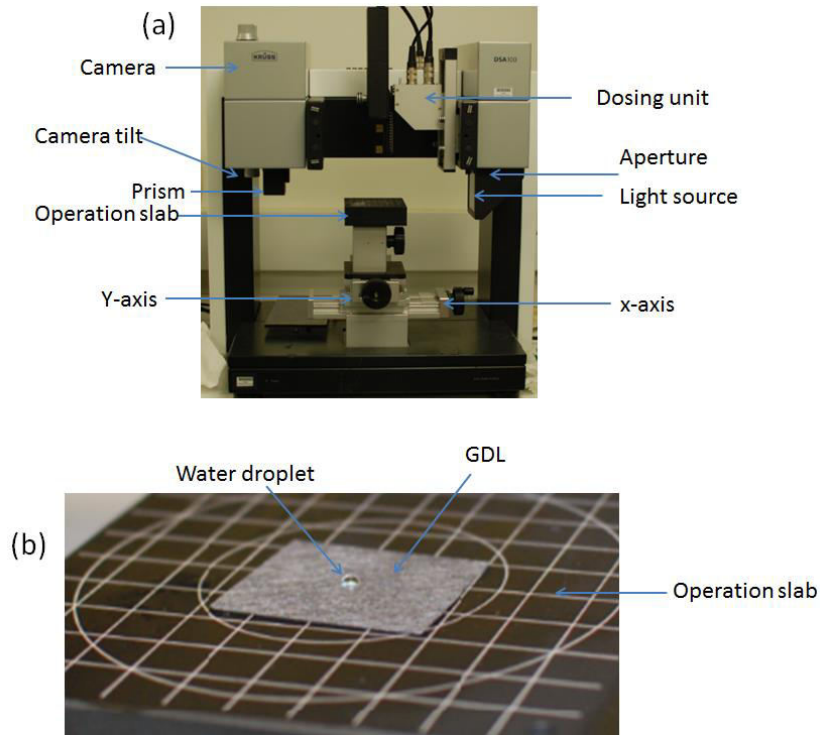 (a)
Camera
KRÜSS
DSA100
Dosing unit
Camera tilt
Aperture
Prism
Light source
Operation slab
Y-axis
x-axis
(b)
Water droplet
GDL
Operation slab